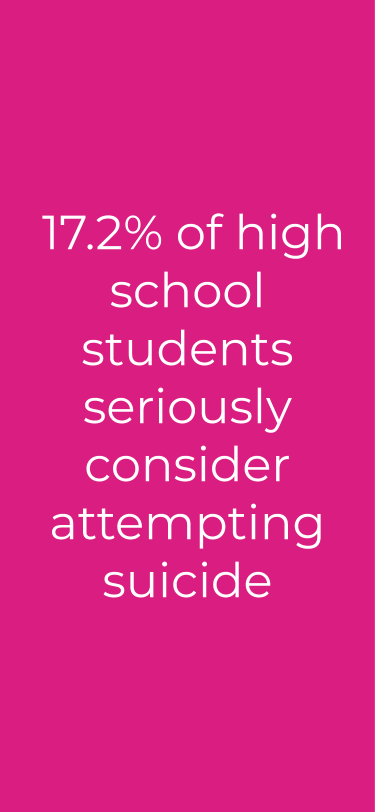 17.2% of high
school
students
seriously
consider
attempting
suicide